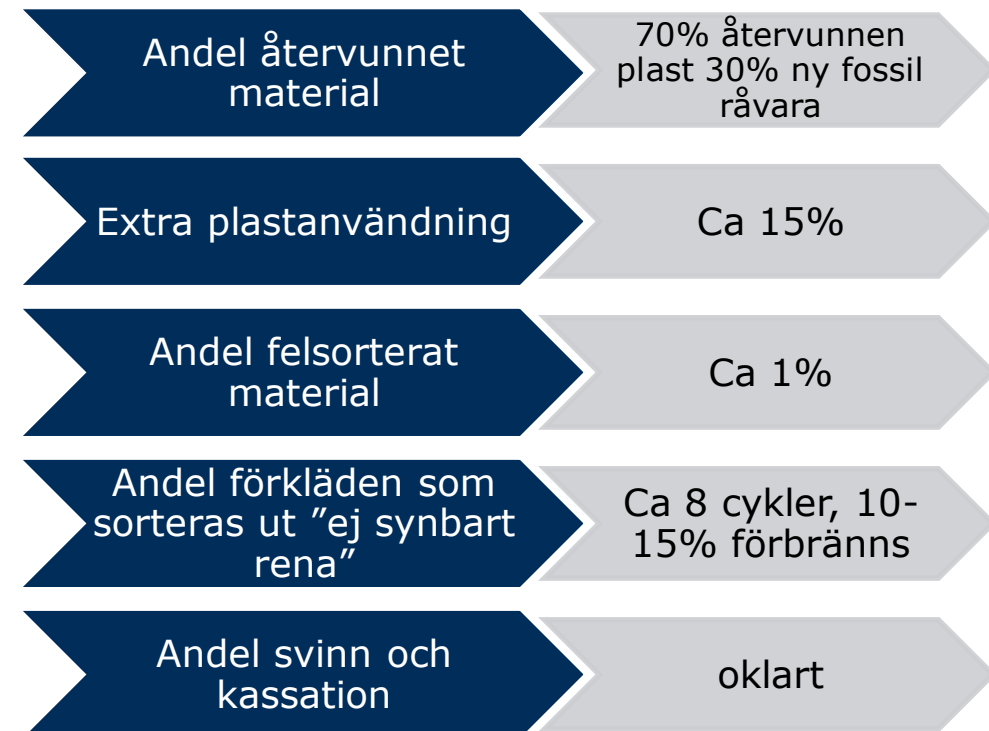 Andel återvunnet
material
70% återvunnen
plast 30% ny fossil
råvara
Extra plastanvändning
Ca 15%
Andel felsorterat
material
Ca 1%
Andel förkläden som
sorteras ut ”ej synbart
rena”
Ca 8 cykler, 10-
15% förbränns
Andel svinn och
kassation
oklart